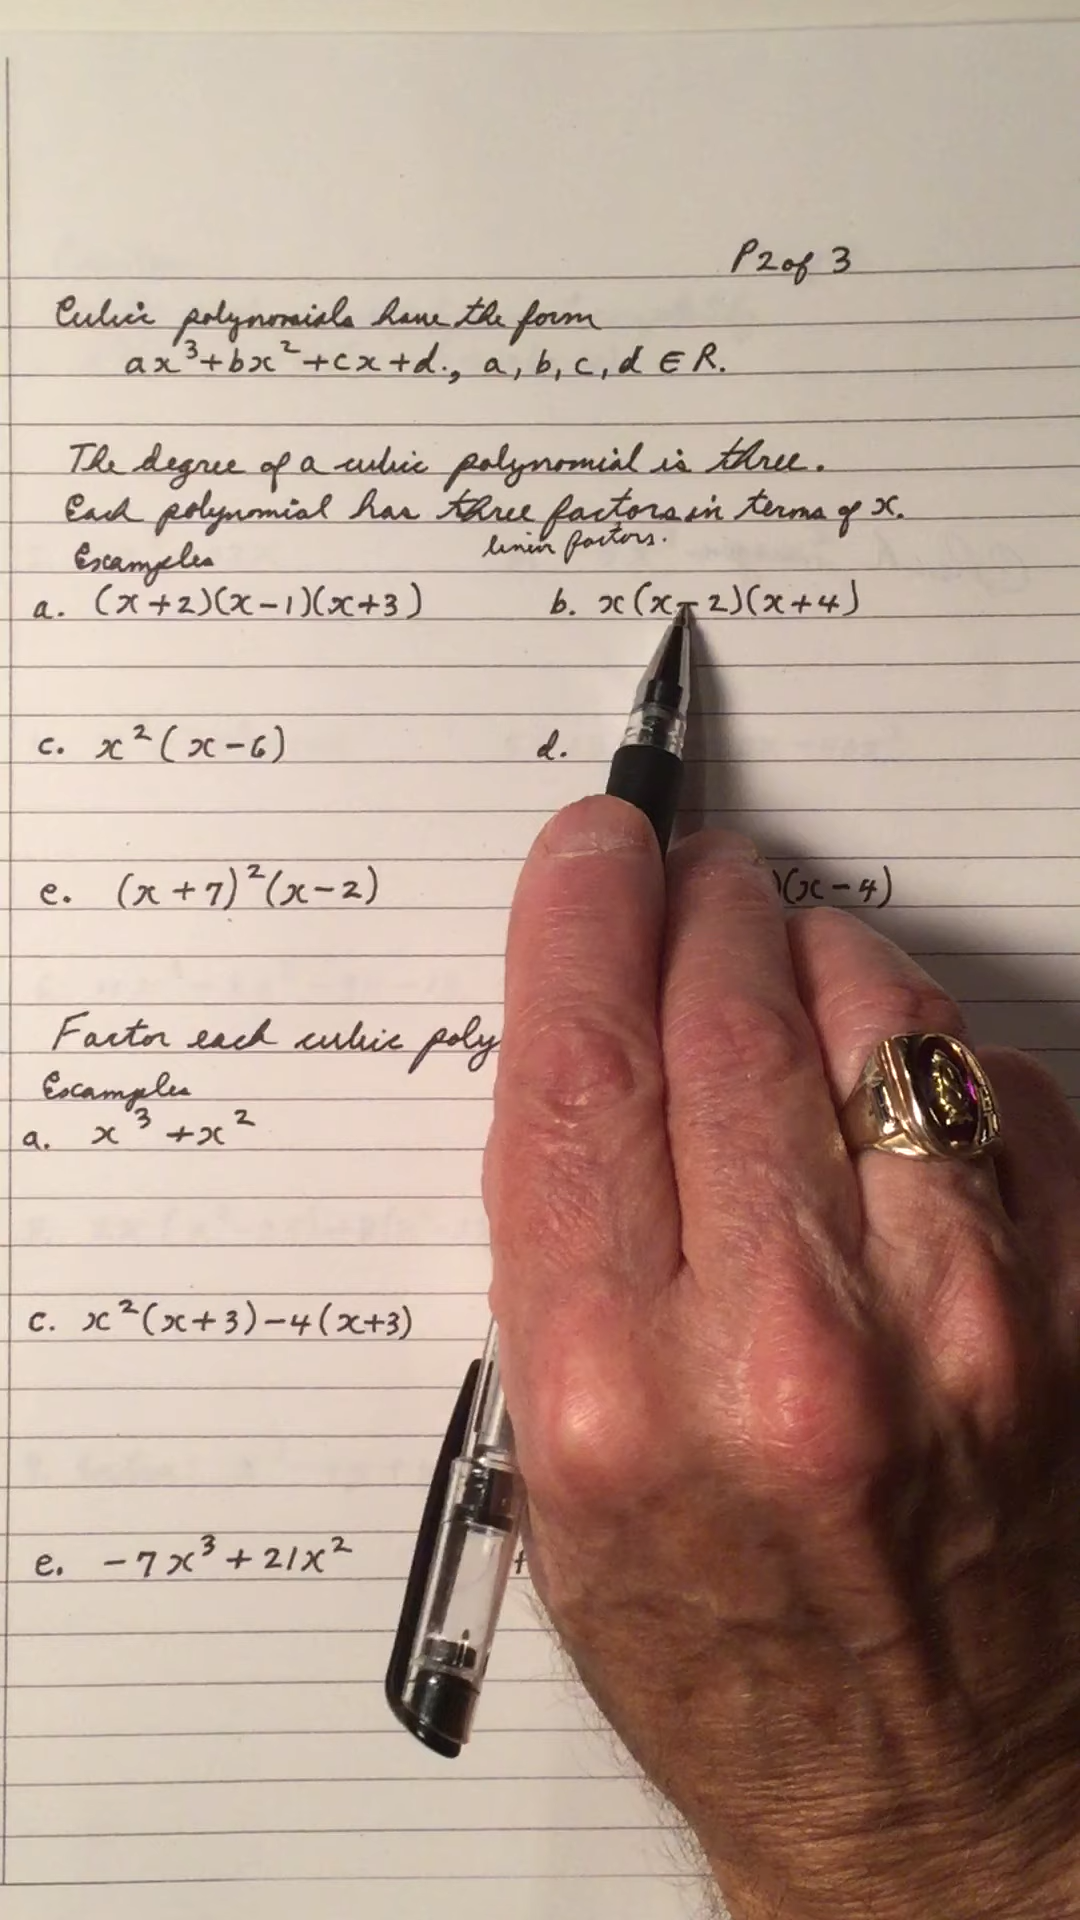 P2 of 3
Cubic polynomials have the form
ax³+bx²+cx+d., a, b, c, d ∈ R.
The degree of a cubic polynomial is three.
Each polynomial has three factors in terms of x.
linear factors.
Examples
a. (x+2)(x-1)(x+3)
b. x(x-2)(x+4)
c. x²(x-6)
d.
e. (x+7)²(x-2)
)(x-4)
Factor each cubic poly
Examples
a. x³+x²
c. x²(x+3)-4(x+3)
e. -7x³+21x²